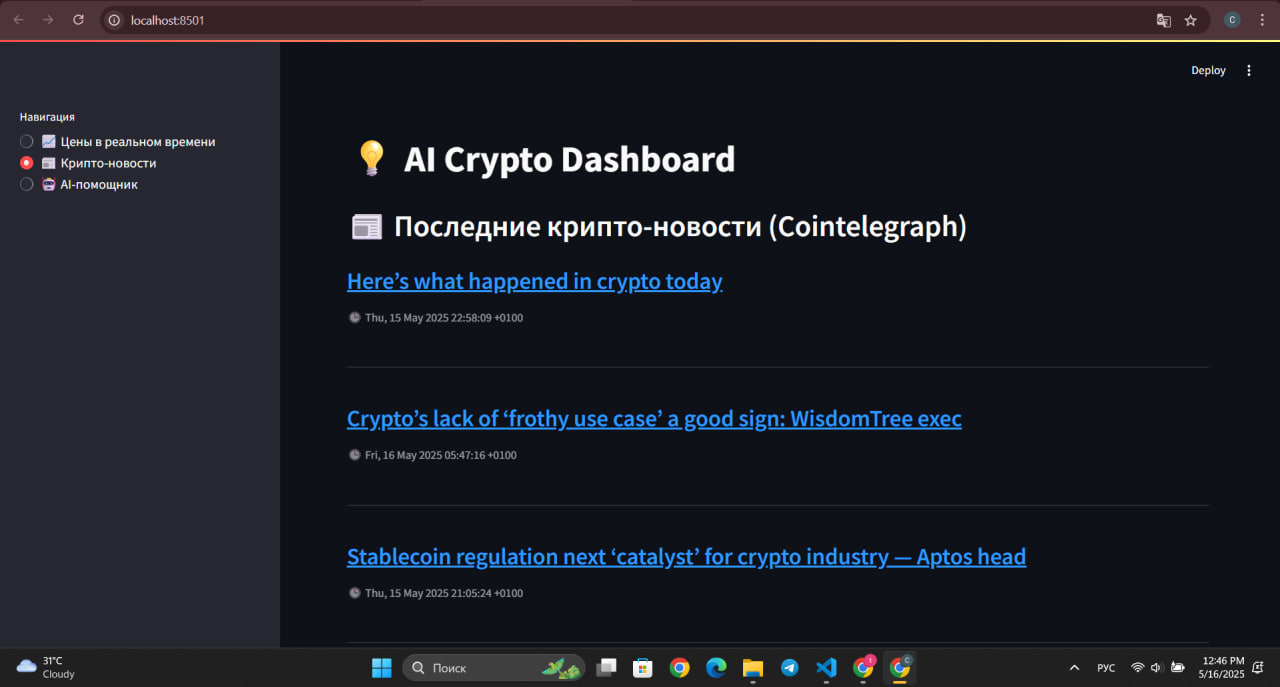 localhost:8501
Deploy
Навигация
Цены в реальном времени
Крипто-новости
AI-помощник
AI Crypto Dashboard
Последние крипто-новости (Cointelegraph)
Here’s what happened in crypto today
Thu, 15 May 2025 22:58:09 +0100
Crypto’s lack of ‘frothy use case’ a good sign: WisdomTree exec
Fri, 16 May 2025 05:47:16 +0100
Stablecoin regulation next ‘catalyst’ for crypto industry — Aptos head
Thu, 15 May 2025 21:05:24 +0100
31°C
Cloudy
Поиск
1
C
РУС
12:46 PM
5/16/2025
C